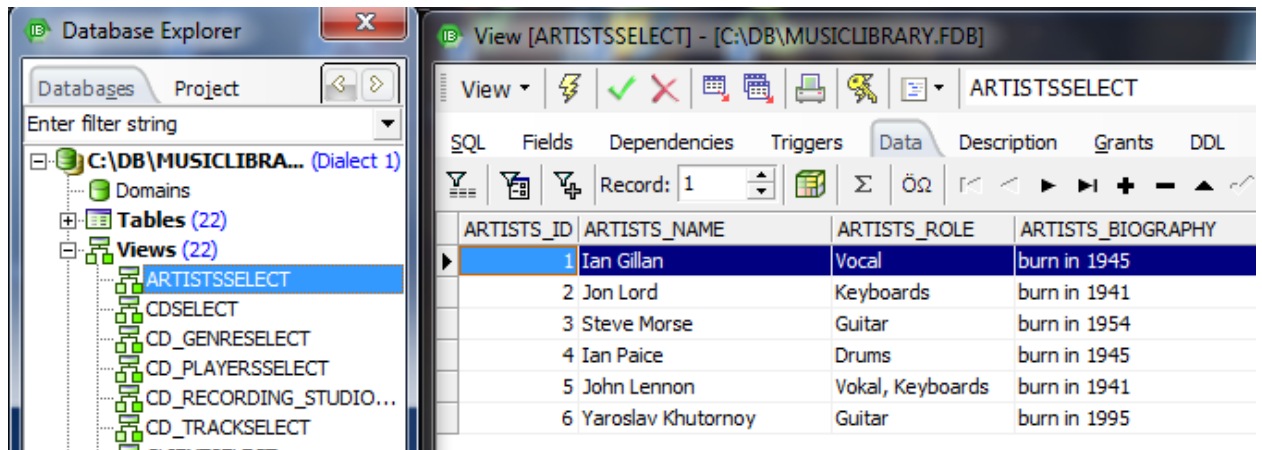 Database Explorer
Databases Project
Enter filter string
C:\DB\MUSICLIBRA... (Dialect 1)
Domains
Tables (22)
Views (22)
ARTISTSSELECT
CDSELECT
CD_GENRESELECT
CD_PLAYERSSELECT
CD_RECORDING_STUDIO...
CD_TRACKSELECT
View [ARTISTSSELECT] - [C:\DB\MUSICLIBRARY.FDB]
View ARTISTSSELECT
SQL Fields Dependencies Triggers Data Description Grants DDL
Record: 1 Σ ÖΩ
ARTISTS_ID ARTISTS_NAME ARTISTS_ROLE ARTISTS_BIOGRAPHY
1 Ian Gillan Vocal burn in 1945
2 Jon Lord Keyboards burn in 1941
3 Steve Morse Guitar burn in 1954
4 Ian Paice Drums burn in 1945
5 John Lennon Vokal, Keyboards burn in 1941
6 Yaroslav Khutornoy Guitar burn in 1995